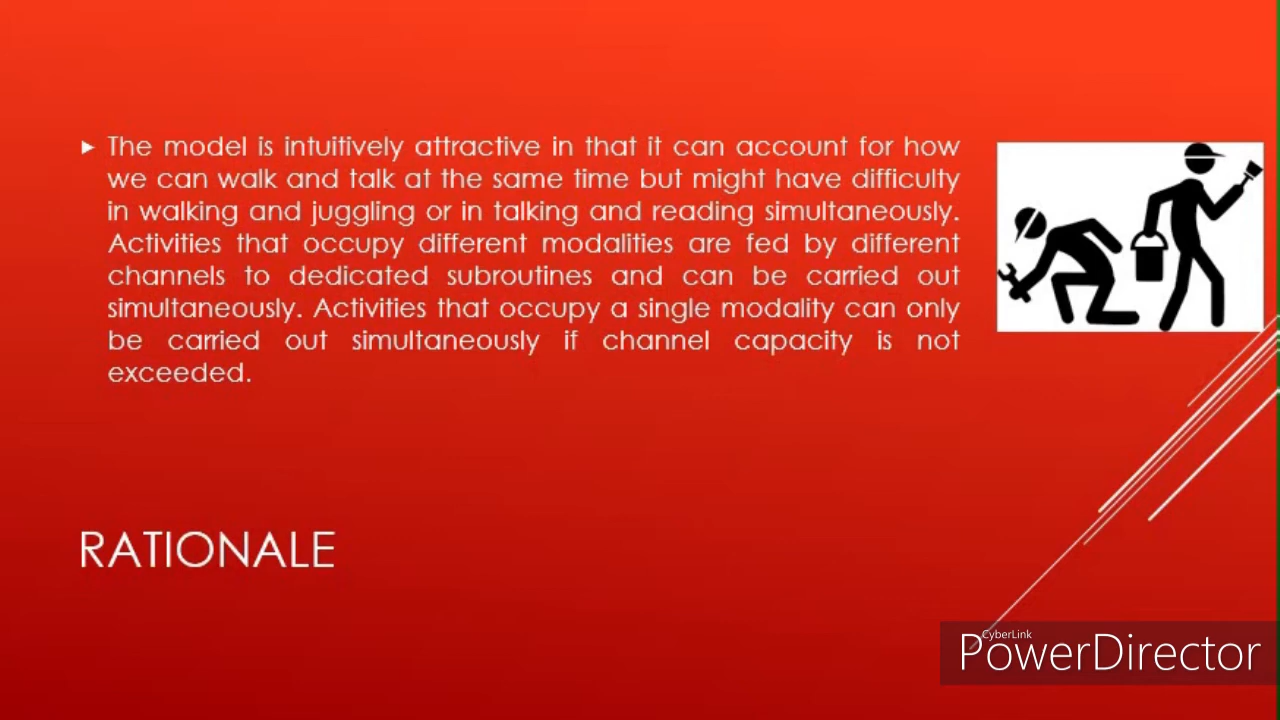 The model is intuitively attractive in that it can account for how
we can walk and talk at the same time but might have difficulty
in walking and juggling or in talking and reading simultaneously.
Activities that occupy different modalities are fed by different
channels to dedicated subroutines and can be carried out
simultaneously. Activities that occupy a single modality can only
be carried out simultaneously if channel capacity is not
exceeded.
RATIONALE
CyberLink
PowerDirector